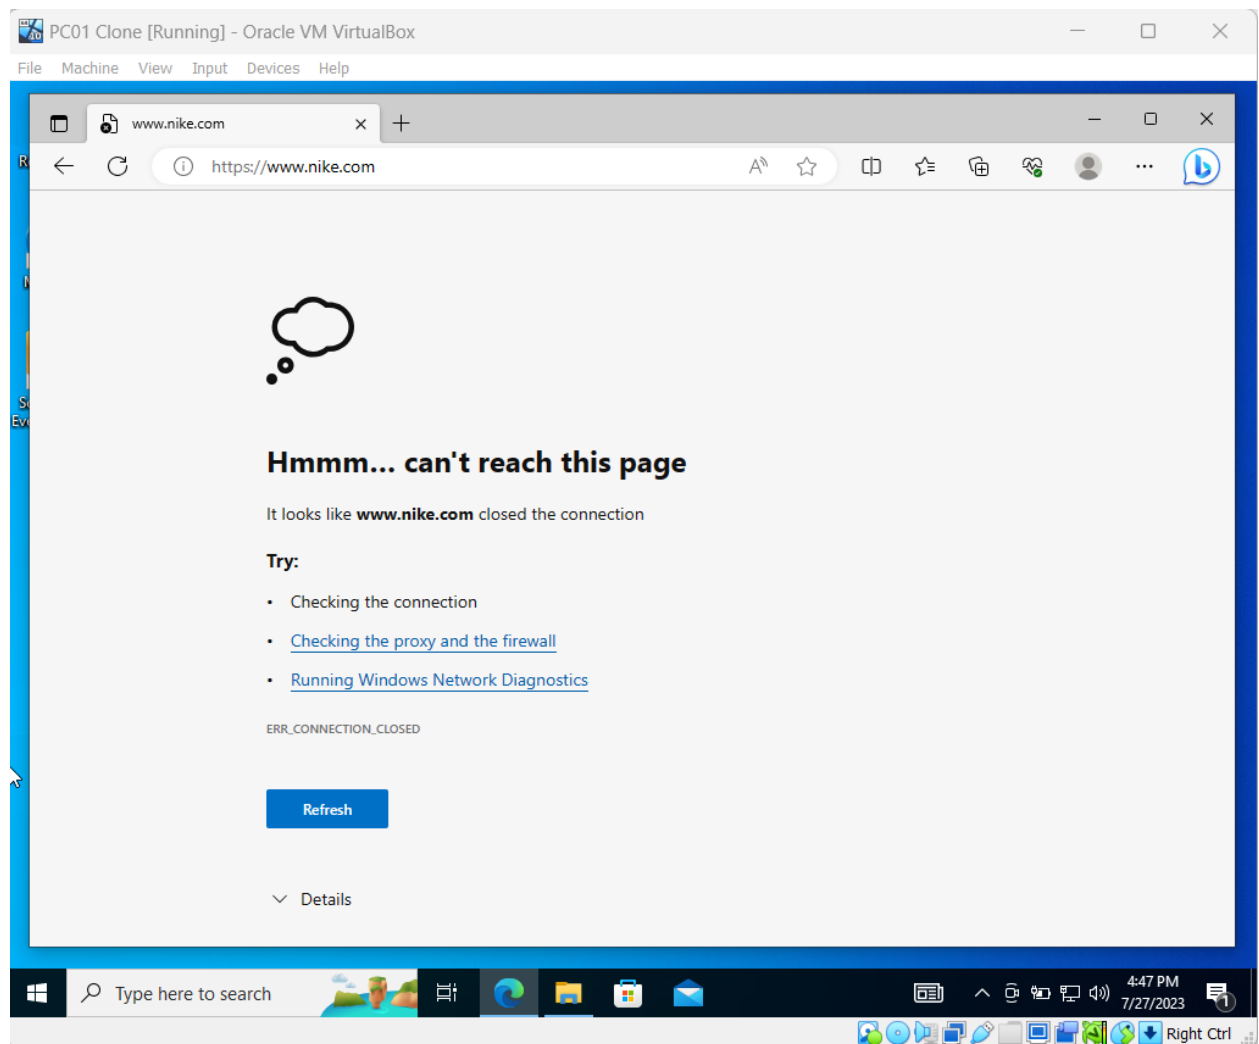 PC01 Clone [Running] - Oracle VM VirtualBox
File Machine View Input Devices Help
www.nike.com
https://www.nike.com
Hmmm... can't reach this page
It looks like www.nike.com closed the connection
Try:
• Checking the connection
• Checking the proxy and the firewall
• Running Windows Network Diagnostics
ERR_CONNECTION_CLOSED
Refresh
Details
Type here to search
4:47 PM
7/27/2023
1
Right Ctrl